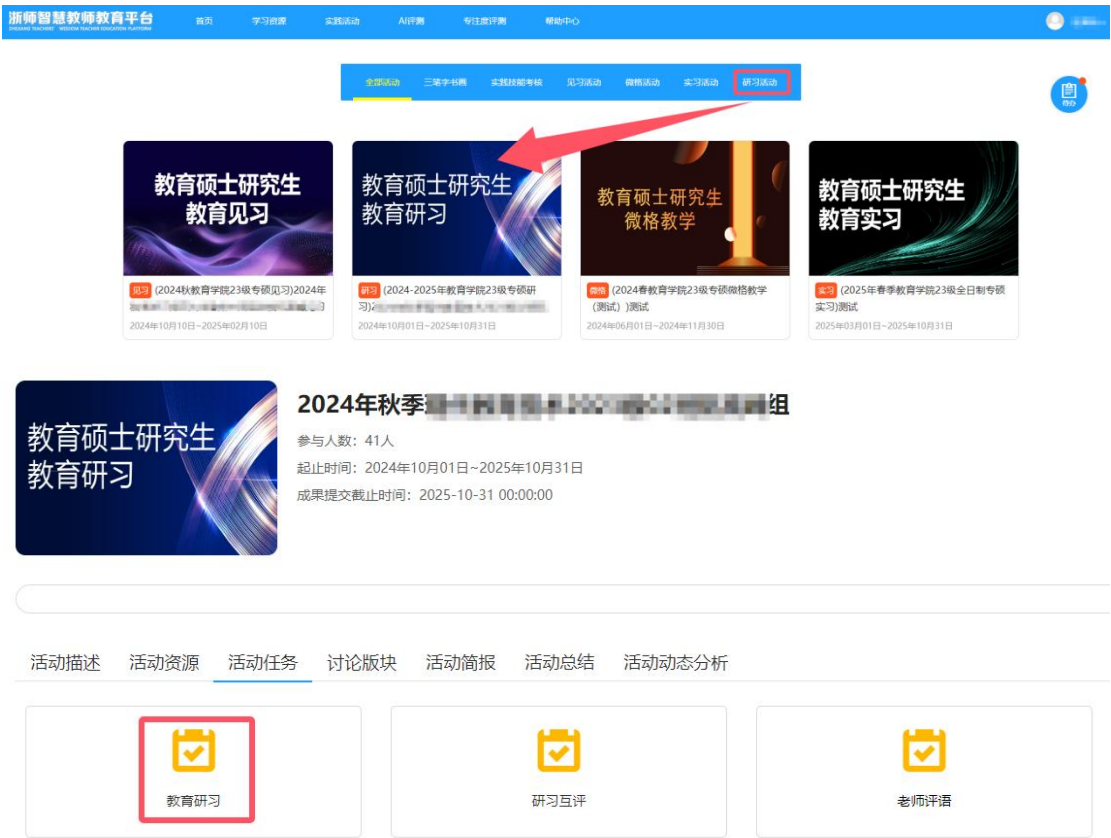 浙师智慧教师教育平台 首页 学习资源 实践活动 AI评测 专注度评测 帮助中心
ZHEJIANG TEACHERS' WISDOM TEACHER EDUCATION PLATFORM
全部活动 三笔字书画 实践技能考核 见习活动 微格活动 实习活动 研习活动
待办
教育硕士研究生
教育见习
教育硕士研究生
教育研习
教育硕士研究生
微格教学
教育硕士研究生
教育实习
见习 (2024秋教育学院23级专硕见习)2024年
2024年10月10日~2025年02月10日
研习 (2024-2025年教育学院23级专硕研
习)2
2024年10月01日~2025年10月31日
微格 (2024春教育学院23级专硕微格教学
(测试) )测试
2024年06月01日~2024年11月30日
实习 (2025年春季教育学院23级全日制专硕
实习)测试
2025年03月01日~2025年10月31日
教育硕士研究生
教育研习
2024年秋季 组
参与人数：41人
起止时间：2024年10月01日~2025年10月31日
成果提交截止时间：2025-10-31 00:00:00
活动描述 活动资源 活动任务 讨论版块 活动简报 活动总结 活动动态分析
教育研习 研习互评 老师评语